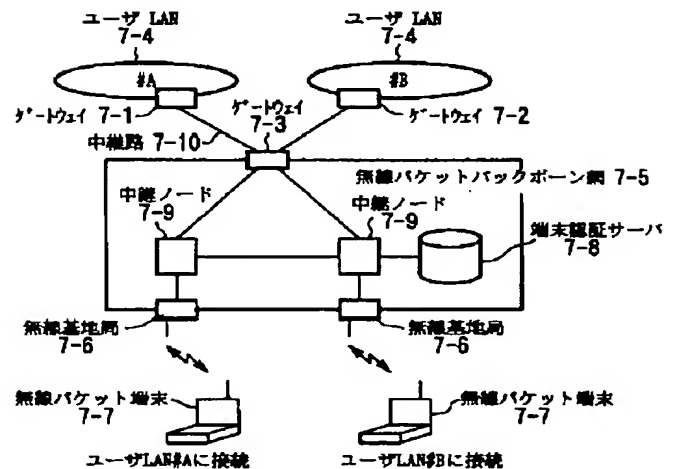 ユーザ LAN
7-4
ユーザ LAN
7-4
#A
#B
ゲートウェイ 7-1
ゲートウェイ
7-3
ゲートウェイ 7-2
中継路 7-10
無線パケットバックボーン網 7-5
中継ノード
7-9
中継ノード
7-9
端末認証サーバ
7-8
無線基地局
7-6
無線基地局
7-6
無線パケット端末
7-7
無線パケット端末
7-7
ユーザLAN#Aに接続
ユーザLAN#Bに接続